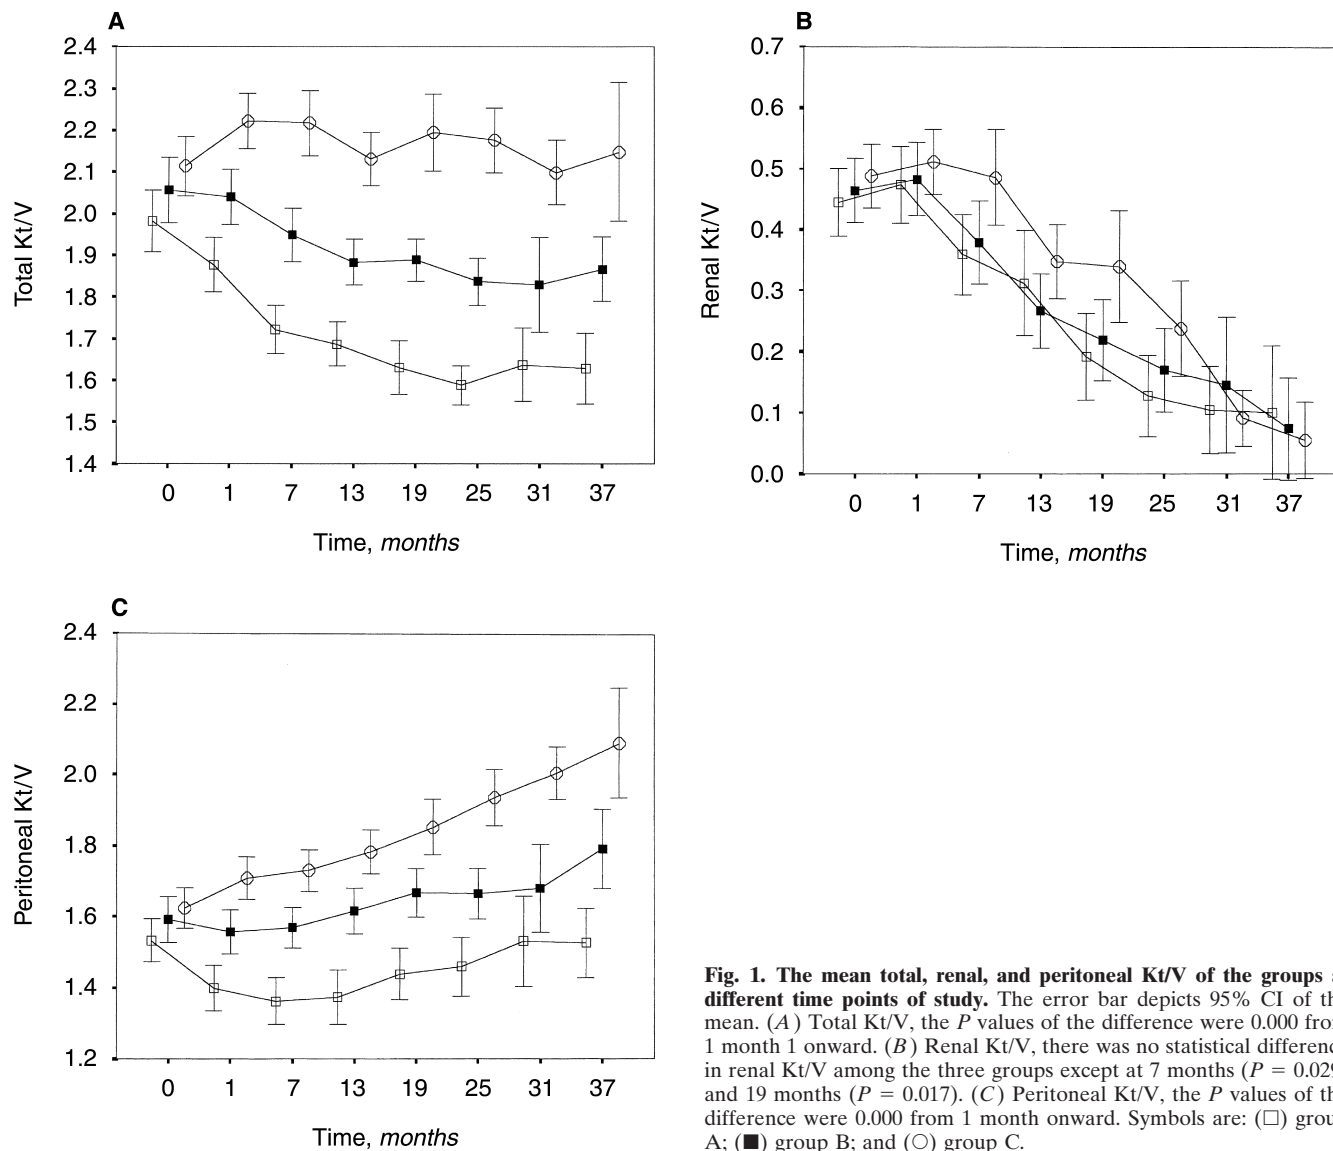 A
2.4
2.3
2.2
2.1
2.0
1.9
1.8
1.7
1.6
1.5
1.4
Total Kt/V
0 1 7 13 19 25 31 37
Time, months
B
0.7
0.6
0.5
0.4
0.3
0.2
0.1
0.0
Renal Kt/V
0 1 7 13 19 25 31 37
Time, months
C
2.4
2.2
2.0
1.8
1.6
1.4
1.2
Peritoneal Kt/V
0 1 7 13 19 25 31 37
Time, months
Fig. 1. The mean total, renal, and peritoneal Kt/V of the groups
different time points of study. The error bar depicts 95% CI of
mean. (A) Total Kt/V, the P values of the difference were 0.000
1 month 1 onward. (B) Renal Kt/V, there was no statistical
in renal Kt/V among the three groups except at 7 months (P = 0.029
and 19 months (P = 0.017). (C) Peritoneal Kt/V, the P values of
difference were 0.000 from 1 month onward. Symbols are: (□)
A; (■) group B; and (○) group C.